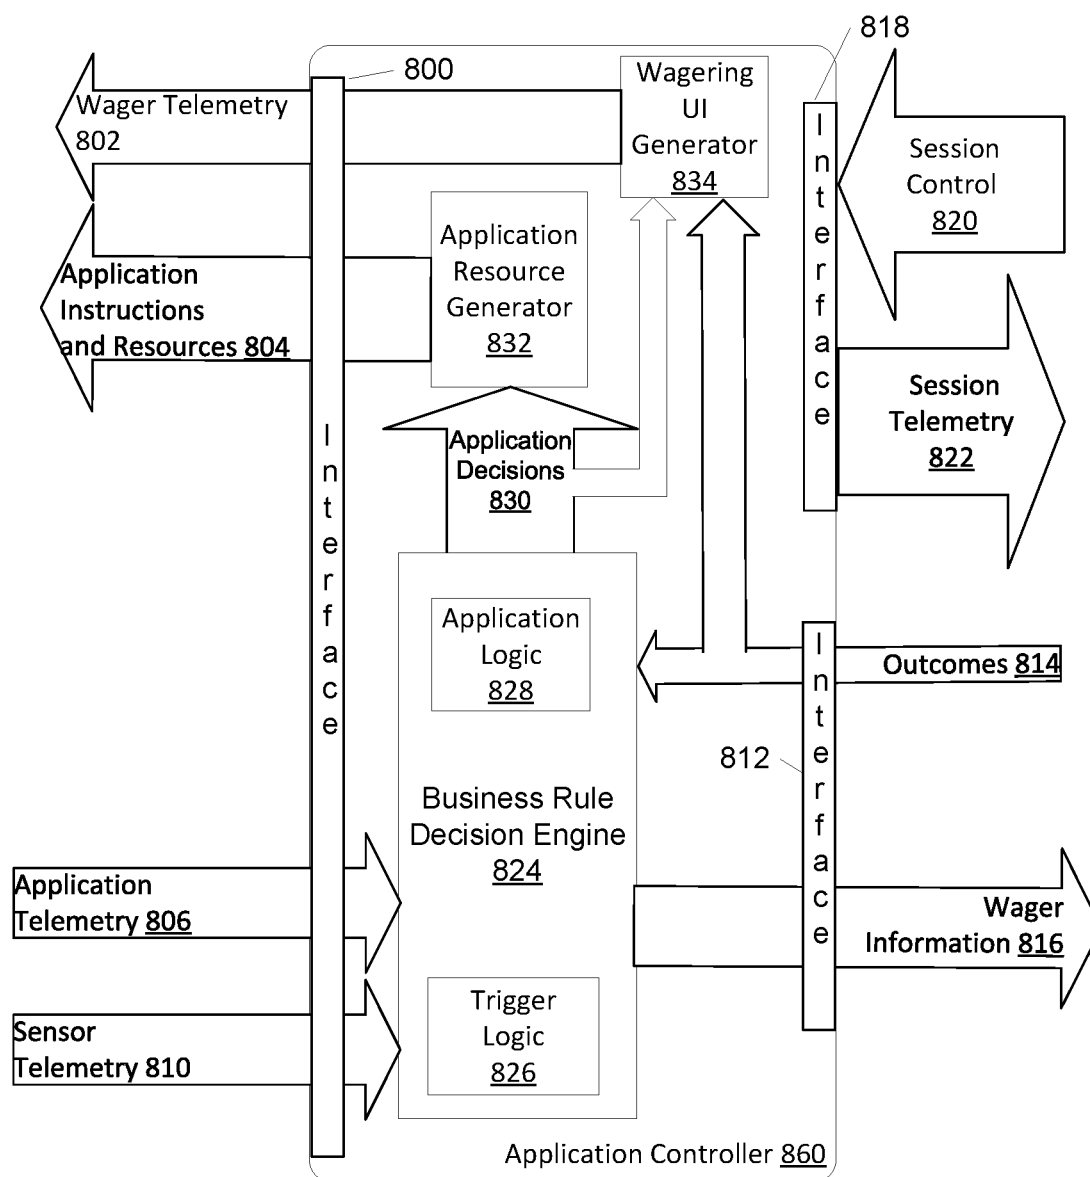 818
800
Wagering
UI
Generator
834
Wager Telemetry
802
Interface
Session
Control
820
Application
Resource
Generator
832
Application
Instructions
and Resources 804
Session
Telemetry
822
Interface
Application
Decisions
830
Application
Logic
828
Interface
Outcomes 814
812
Business Rule
Decision Engine
824
Application
Telemetry 806
Wager
Information 816
Trigger
Logic
826
Sensor
Telemetry 810
Application Controller 860